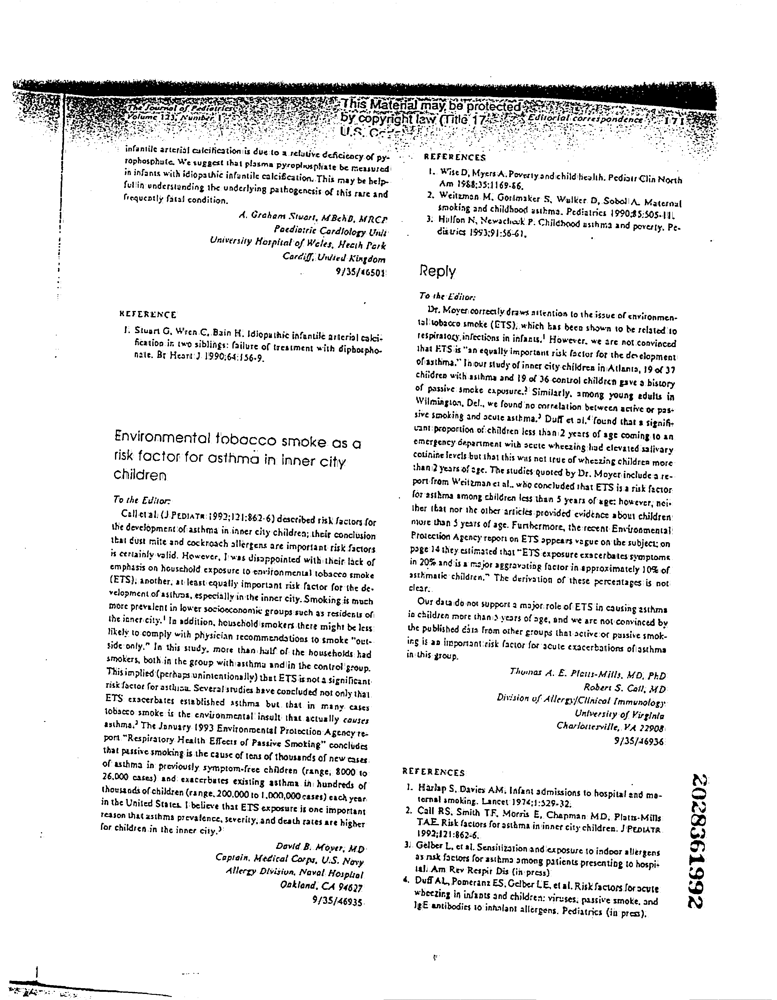 The Journal of Pediatrics
Volume 123, Number 1
This Material may be protected
by copyright law (Title 17
U.S.
Editorial correspondence 171
infantile arterial calcification is due to a relative deficiency of py-
rophosphate. We suggest that plasma pyrophosphate be measured
in infants with idiopathic infantile calcification. This may be help-
ful in understanding the underlying pathogenesis of this rare and
frequently fatal condition.
A. Graham Stuart, MBChB, MRCP
Paediatric Cardiology Unit
University Hospital of Wales, Heath Park
Cardiff, United Kingdom
9/35/46501
REFERENCE
1. Stuart G, Wren C, Bain H. Idiopathic infantile arterial calci-
fication in two siblings: failure of treatment with diphospho-
nate. Br Heart J 1990;64:156-9.
Environmental tobacco smoke as a
risk factor for asthma in inner city
children
To the Editor:
Call et al. (J PEDIATR 1992;121:862-6) described risk factors for
the development of asthma in inner city children; their conclusion
that dust mite and cockroach allergens are important risk factors
is certainly valid. However, I was disappointed with their lack of
emphasis on household exposure to environmental tobacco smoke
(ETS), another, at least equally important risk factor for the de-
velopment of asthma, especially in the inner city. Smoking is much
more prevalent in lower socioeconomic groups such as residents of
the inner city.1 In addition, household smokers there might be less
likely to comply with physician recommendations to smoke "out-
side only." In this study, more than half of the households had
smokers, both in the group with asthma and in the control group.
This implied (perhaps unintentionally) that ETS is not a significant
risk factor for asthma. Several studies have concluded not only that
ETS exacerbates established asthma but that in many cases
tobacco smoke is the environmental insult that actually causes
asthma.2 The January 1993 Environmental Protection Agency re-
port "Respiratory Health Effects of Passive Smoking" concludes
that passive smoking is the cause of tens of thousands of new cases
of asthma in previously symptom-free children (range, 8000 to
26,000 cases) and exacerbates existing asthma in hundreds of
thousands of children (range, 200,000 to 1,000,000 cases) each year
in the United States. I believe that ETS exposure is one important
reason that asthma prevalence, severity, and death rates are higher
for children in the inner city.3
David B. Moyer, MD
Captain, Medical Corps, U.S. Navy
Allergy Division, Naval Hospital
Oakland, CA 94627
9/35/46935
REFERENCES
1. Wise D, Myers A. Poverty and child health. Pediatr Clin North
Am 1988;35:1169-86.
2. Weitzman M, Gortmaker S, Walker D, Sobol A. Maternal
smoking and childhood asthma. Pediatrics 1990;85:505-11.
3. Halfon N, Newacheck P. Childhood asthma and poverty. Pe-
diatrics 1993;91:56-61.
Reply
To the Editor:
Dr. Moyer correctly draws attention to the issue of environmen-
tal tobacco smoke (ETS), which has been shown to be related to
respiratory infections in infants.1 However, we are not convinced
that ETS is "an equally important risk factor for the development
of asthma." In our study of inner city children in Atlanta, 19 of 37
children with asthma and 19 of 36 control children gave a history
of passive smoke exposure.2 Similarly, among young adults in
Wilmington, Del., we found no correlation between active or pas-
sive smoking and acute asthma.3 Duff et al.4 found that a signifi-
cant proportion of children less than 2 years of age coming to an
emergency department with acute wheezing had elevated salivary
cotinine levels but that this was not true of wheezing children more
than 2 years of age. The studies quoted by Dr. Moyer include a re-
port from Weitzman et al., who concluded that ETS is a risk factor
for asthma among children less than 5 years of age; however, nei-
ther that nor the other articles provided evidence about children
more than 5 years of age. Furthermore, the recent Environmental
Protection Agency report on ETS appears vague on the subject; on
page 14 they estimated that "ETS exposure exacerbates symptoms
in 20% and is a major aggravating factor in approximately 10% of
asthmatic children." The derivation of these percentages is not
clear.
Our data do not support a major role of ETS in causing asthma
in children more than 5 years of age, and we are not convinced by
the published data from other groups that active or passive smok-
ing is an important risk factor for acute exacerbations of asthma
in this group.
Thomas A. E. Platts-Mills, MD, PhD
Robert S. Call, MD
Division of Allergy/Clinical Immunology
University of Virginia
Charlottesville, VA 22908
9/35/46936
REFERENCES
1. Harlap S, Davies AM. Infant admissions to hospital and ma-
ternal smoking. Lancet 1974;1:529-32.
2. Call RS, Smith TF, Morris E, Chapman MD, Platts-Mills
TAE. Risk factors for asthma in inner city children. J PEDIATR
1992;121:862-6.
3. Gelber L, et al. Sensitization and exposure to indoor allergens
as risk factors for asthma among patients presenting to hospi-
tal. Am Rev Respir Dis (in press)
4. Duff AL, Pomeranz ES, Gelber LE, et al. Risk factors for acute
wheezing in infants and children: viruses, passive smoke, and
IgE antibodies to inhalant allergens. Pediatrics (in press).
2028361992